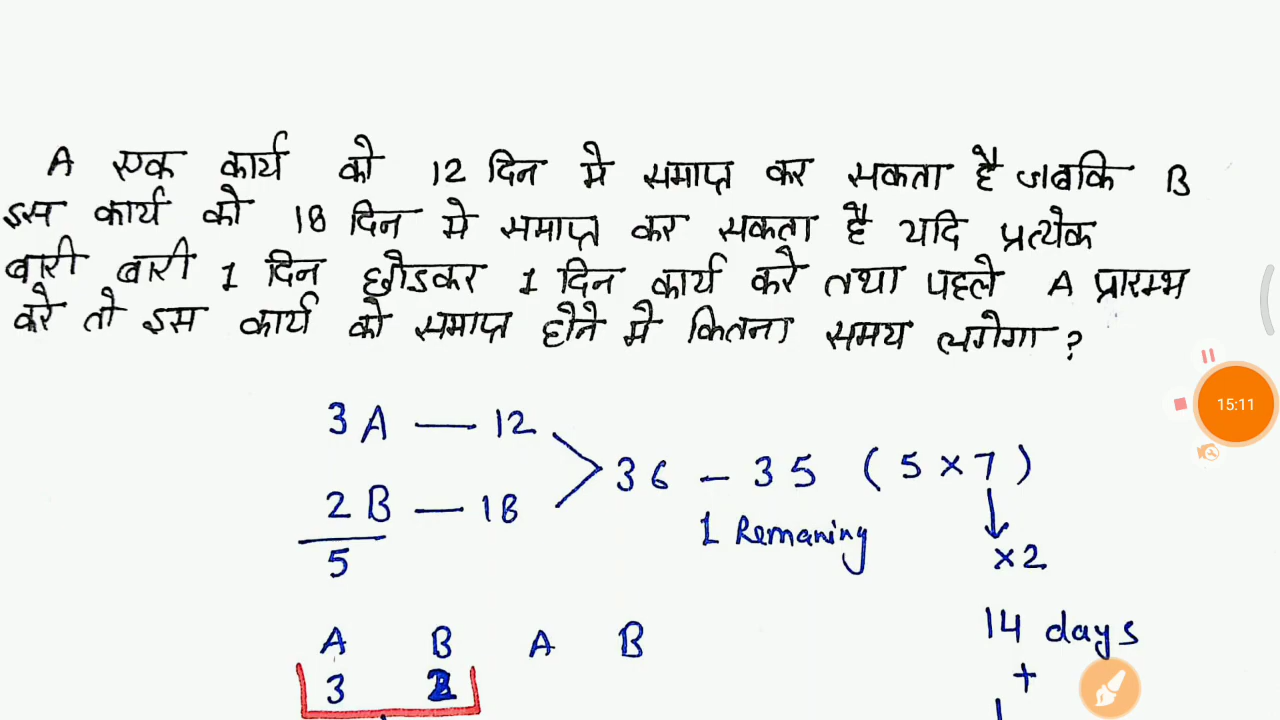 A एक कार्य को 12 दिन मे समाप्त कर सकता है जबकि B
इस कार्य को 18 दिन मे समाप्त कर सकता है यदि प्रत्येक
बारी बारी 1 दिन छोडकर 1 दिन कार्य करे तथा पहले A प्रारम्भ
करे तो इस कार्य को समाप्त होने मे कितना समय लगेगा ?
15:11
3 A — 12
36 - 35 ( 5 × 7 )
2 B — 18
1 Remaning
5
×2
14 days
A B A B
+
3 2